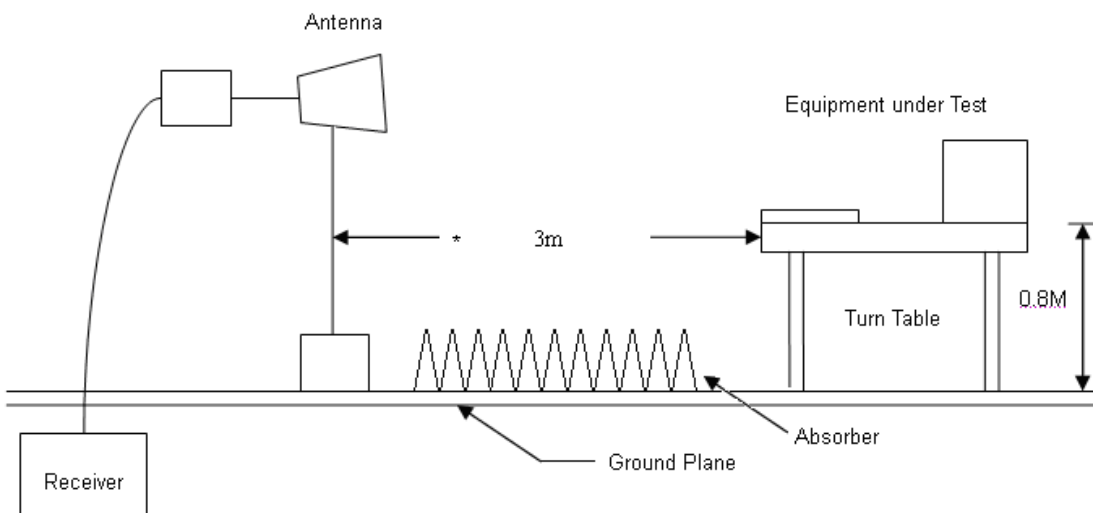 Antenna
Equipment under Test
* 3m
0.8M
Turn Table
Absorber
Ground Plane
Receiver